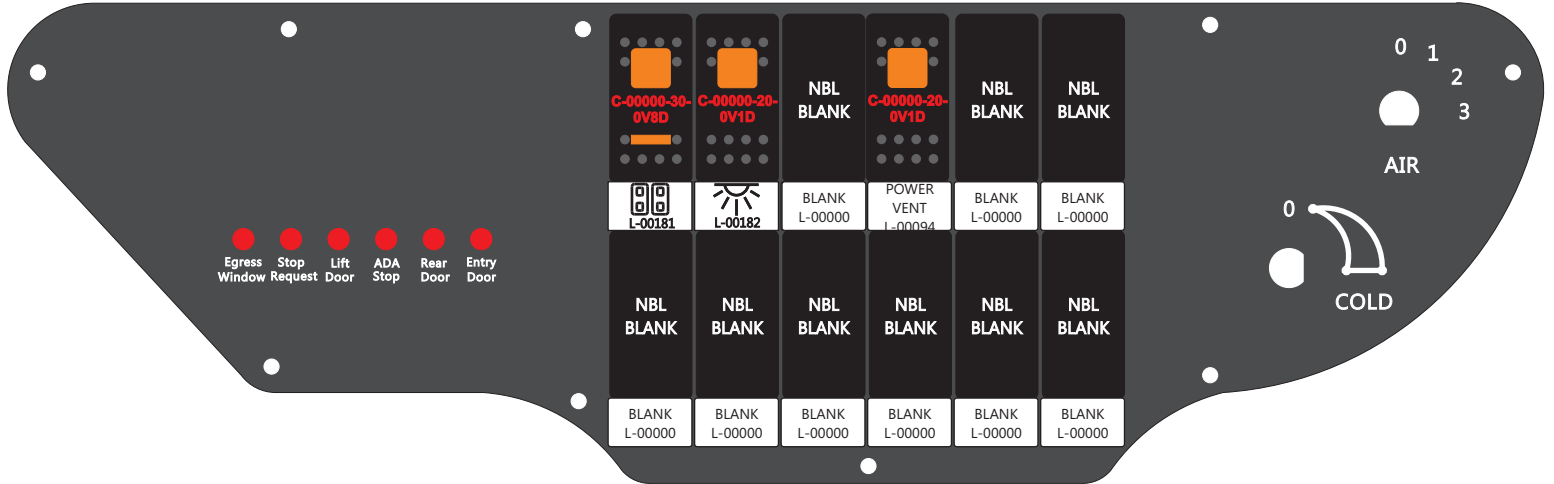 C-00000-30-
0V8D
L-00181
C-00000-20-
0V1D
L-00182
NBL
BLANK
BLANK
L-00000
C-00000-20-
0V1D
POWER
VENT
L-00094
NBL
BLANK
BLANK
L-00000
NBL
BLANK
BLANK
L-00000
0
1
2
3
AIR
0
COLD
Egress
Window
Stop
Request
Lift
Door
ADA
Stop
Rear
Door
Entry
Door
NBL
BLANK
BLANK
L-00000
NBL
BLANK
BLANK
L-00000
NBL
BLANK
BLANK
L-00000
NBL
BLANK
BLANK
L-00000
NBL
BLANK
BLANK
L-00000
NBL
BLANK
BLANK
L-00000